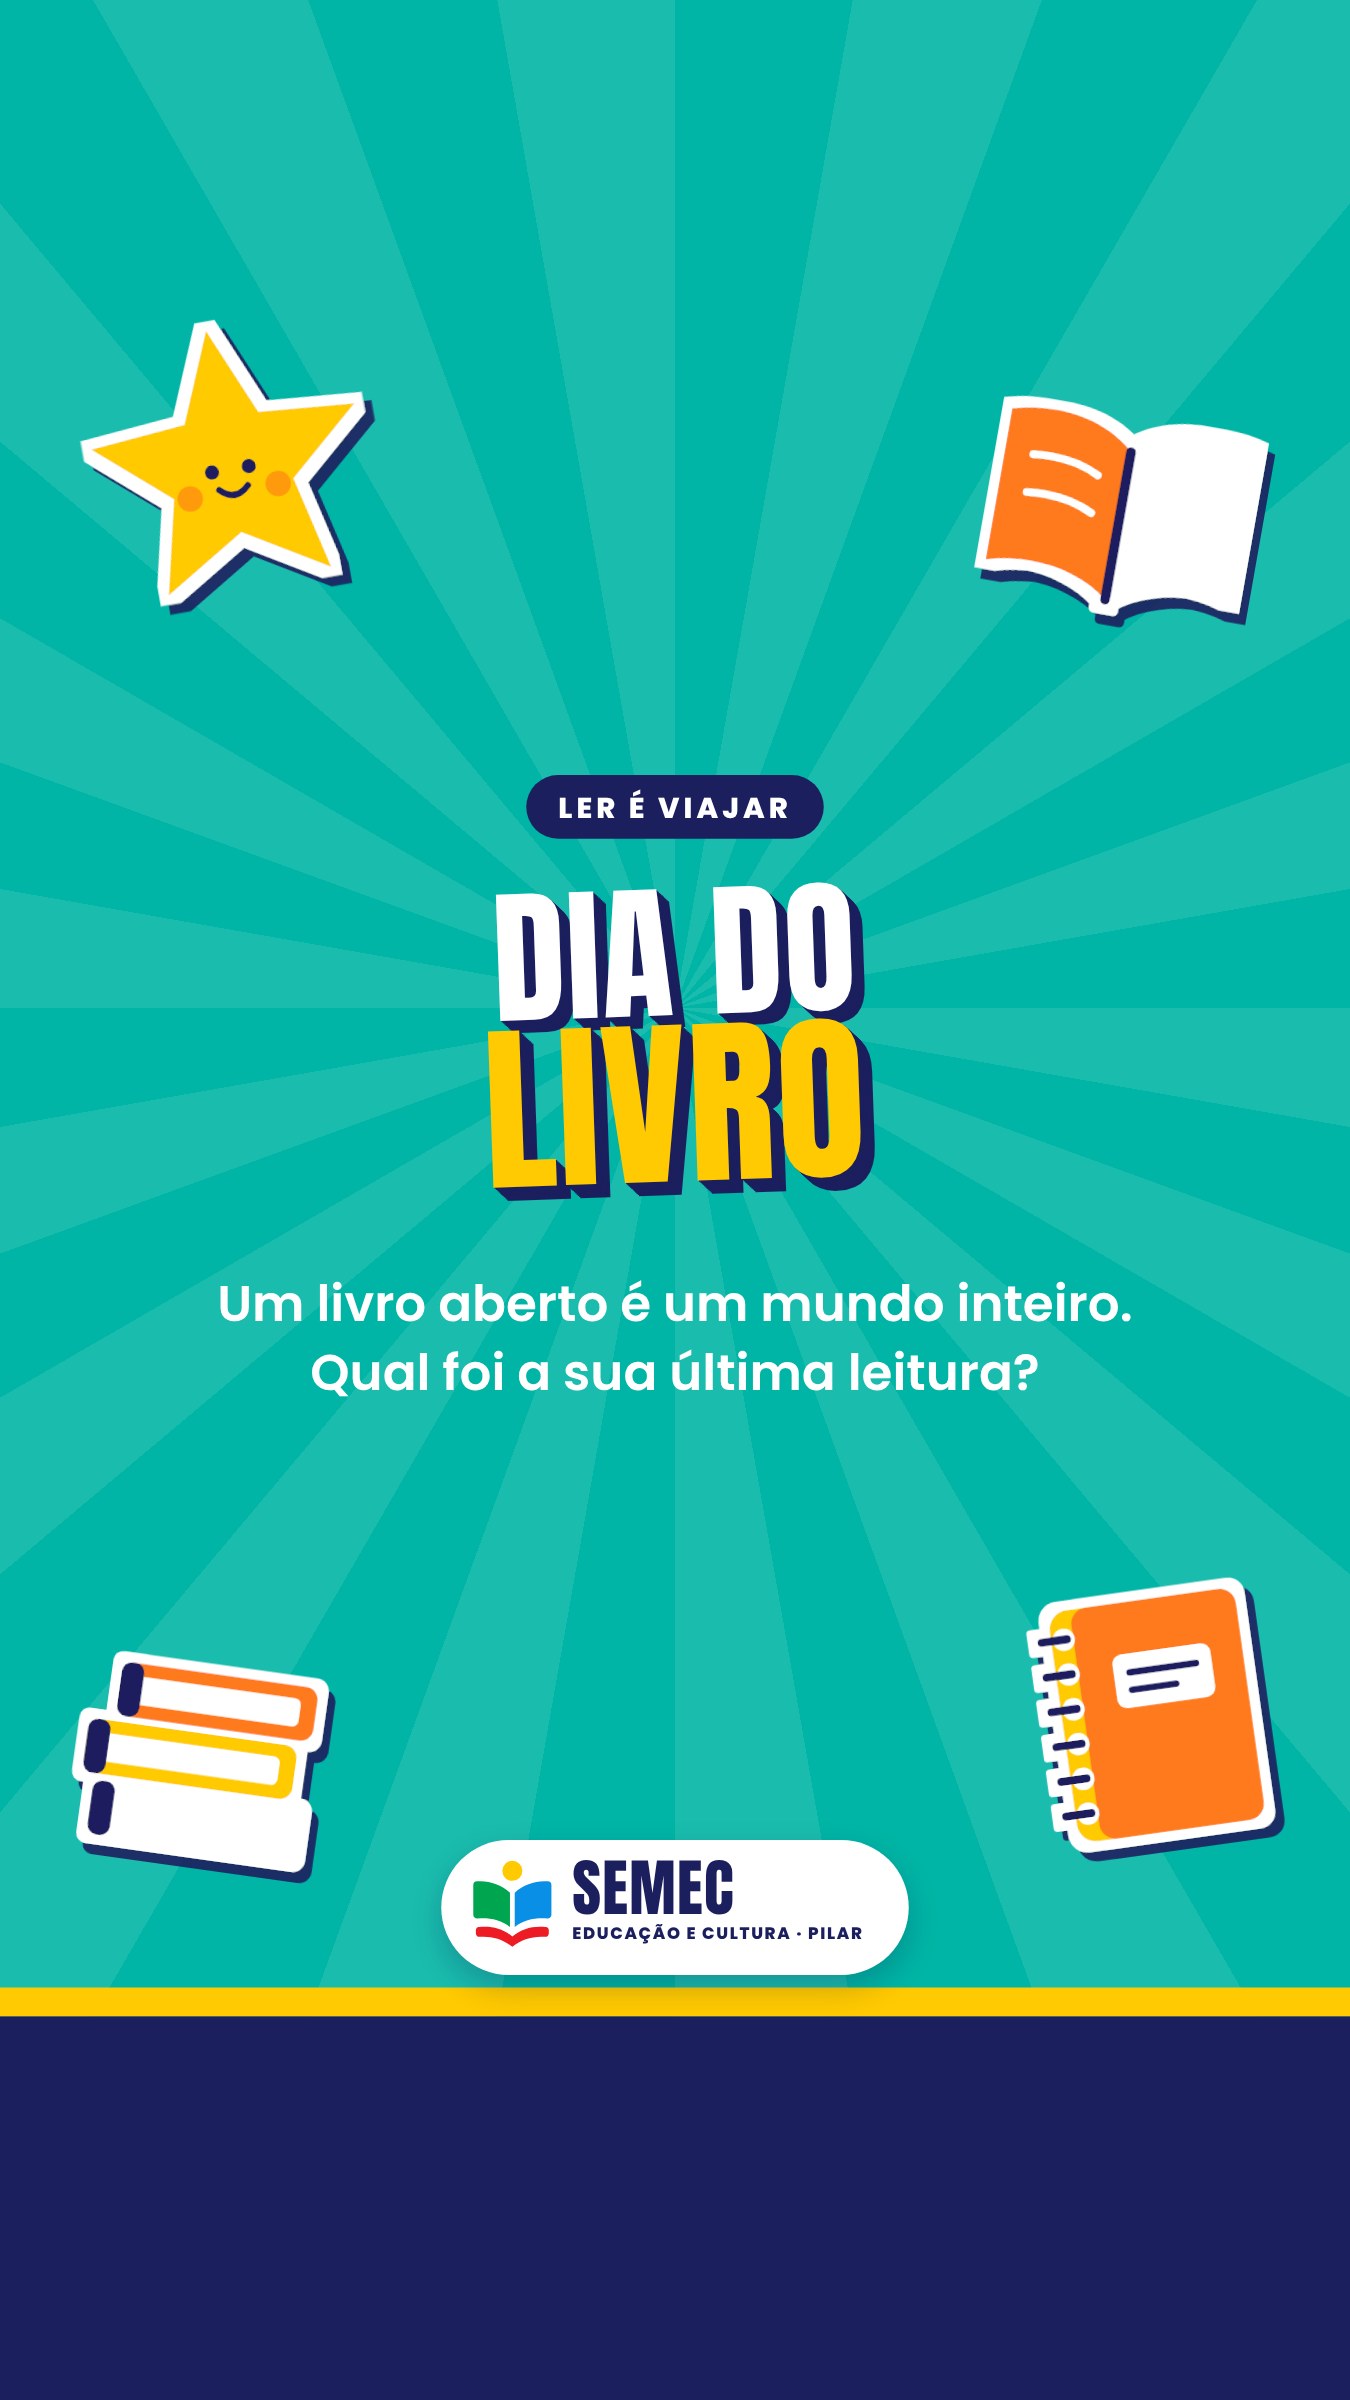 LER É VIAJAR
DIA DO
LIVRO
Um livro aberto é um mundo inteiro.
Qual foi a sua última leitura?
SEMEC
EDUCAÇÃO E CULTURA · PILAR